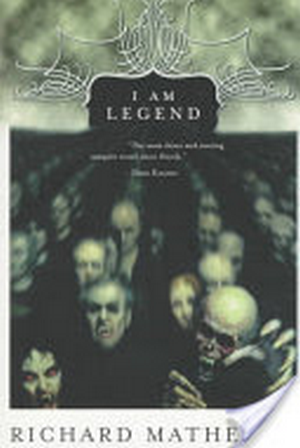 I AM
LEGEND
"The most clever and riveting
vampire novel since Dracula."
—Dean Koontz
RICHARD MATHE